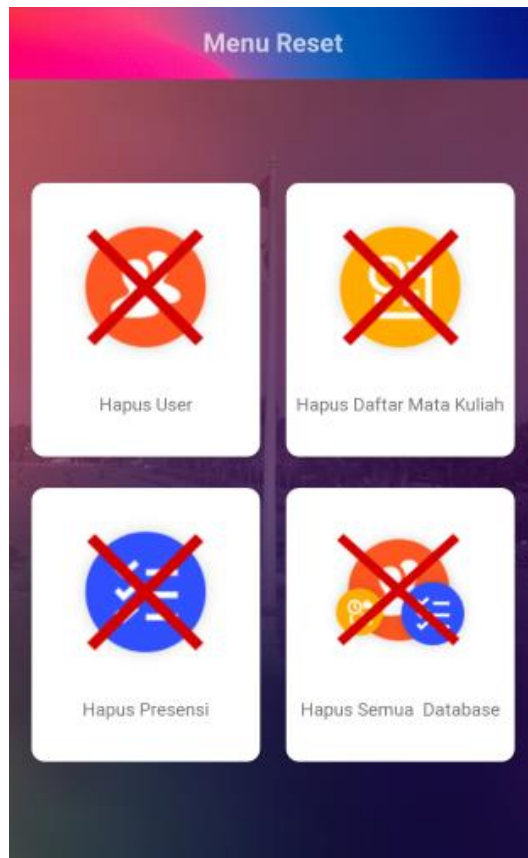 Menu Reset
Hapus User
Hapus Daftar Mata Kuliah
Hapus Presensi
Hapus Semua Database